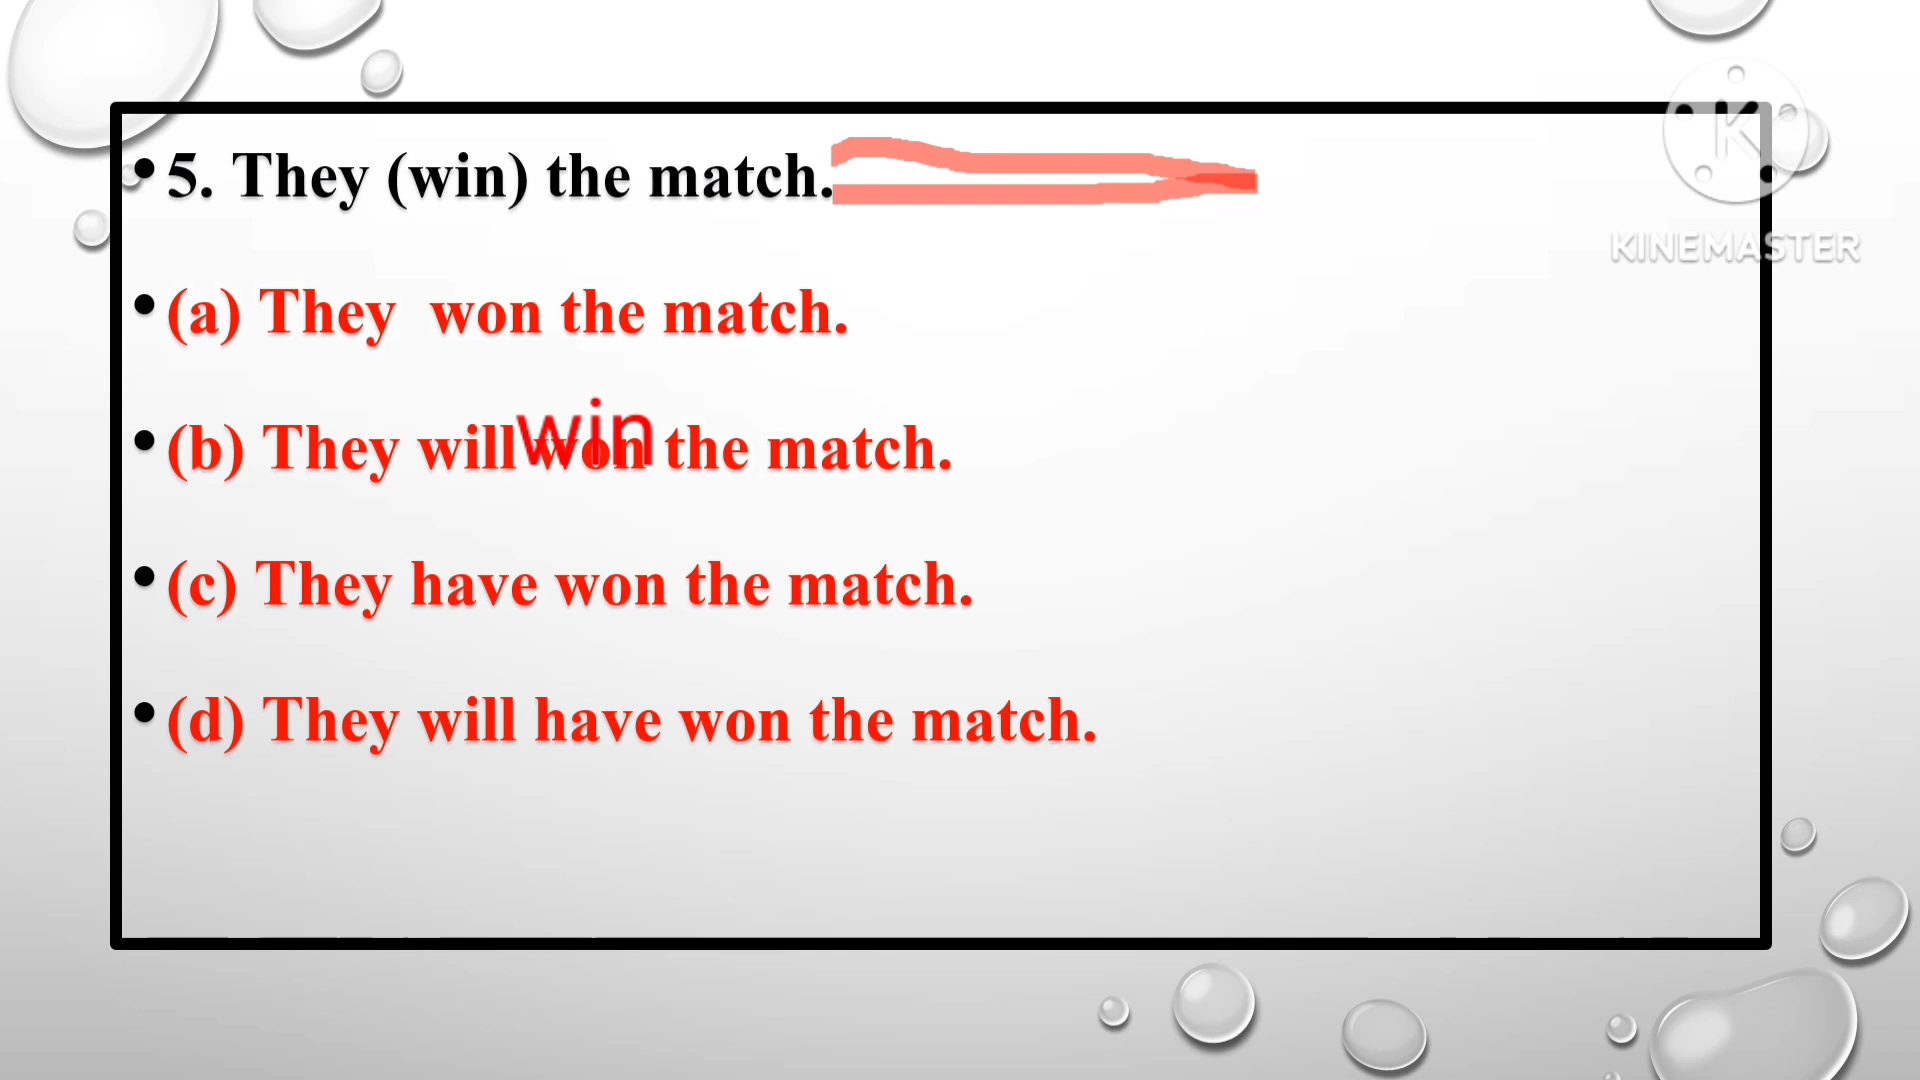 • 5. They (win) the match.
KINEMASTER
• (a) They won the match.
win
• (b) They will won the match.
• (c) They have won the match.
• (d) They will have won the match.